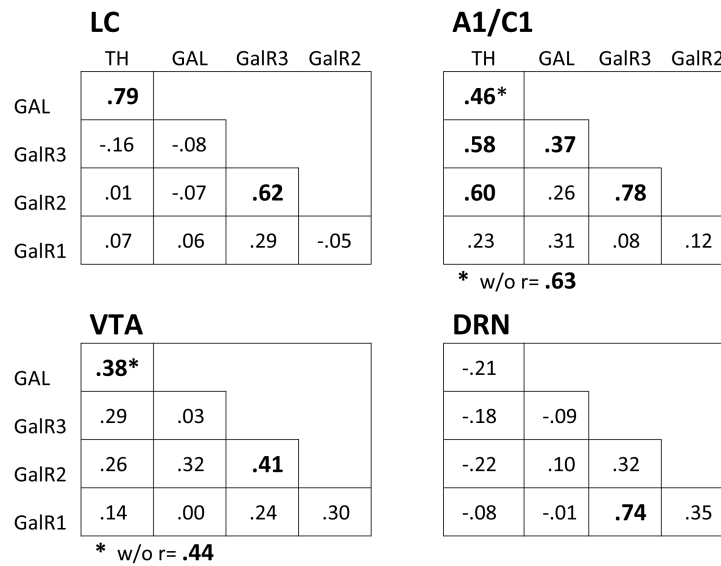 LC A1/C1
TH GAL GalR3 GalR2 TH GAL GalR3 GalR2
GAL .79 .46*
GalR3 -.16 -.08 .58 .37
GalR2 .01 -.07 .62 .60 .26 .78
GalR1 .07 .06 .29 -.05 .23 .31 .08 .12
* w/o r= .63
VTA DRN
GAL .38* -.21
GalR3 .29 .03 -.18 -.09
GalR2 .26 .32 .41 -.22 .10 .32
GalR1 .14 .00 .24 .30 -.08 -.01 .74 .35
* w/o r= .44